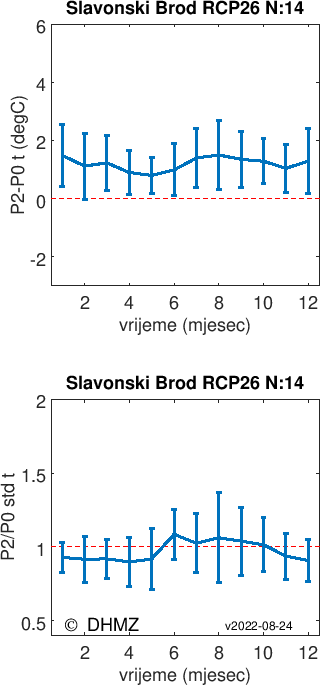 Slavonski Brod RCP26 N:14
6
4
2
0
-2
P2-P0 t (degC)
2 4 6 8 10 12
vrijeme (mjesec)
Slavonski Brod RCP26 N:14
2
1.5
1
0.5
P2/P0 std t
© DHMZ v2022-08-24
2 4 6 8 10 12
vrijeme (mjesec)